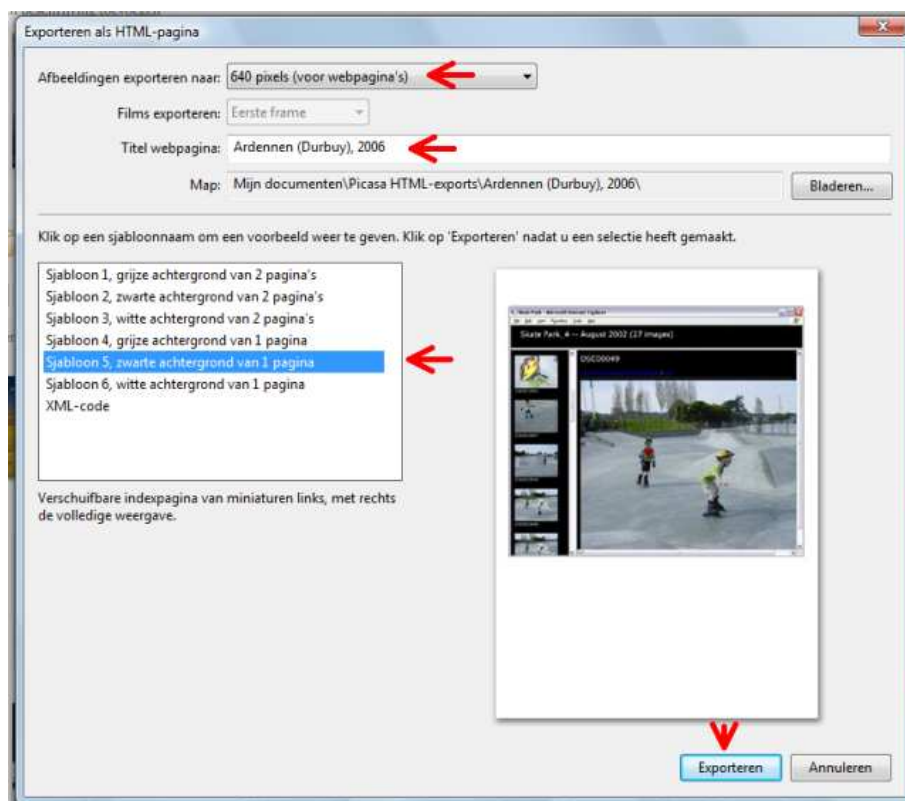 Exporteren als HTML-pagina
Afbeeldingen exporteren naar: 640 pixels (voor webpagina's)
Films exporteren: Eerste frame
Titel webpagina: Ardennen (Durbuy), 2006
Map: Mijn documenten\Picasa HTML-exports\Ardennen (Durbuy), 2006\ Bladeren...
Klik op een sjabloonnaam om een voorbeeld weer te geven. Klik op 'Exporteren' nadat u een selectie heeft gemaakt.
Sjabloon 1, grijze achtergrond van 2 pagina's
Sjabloon 2, zwarte achtergrond van 2 pagina's
Sjabloon 3, witte achtergrond van 2 pagina's
Sjabloon 4, grijze achtergrond van 1 pagina
Sjabloon 5, zwarte achtergrond van 1 pagina
Sjabloon 6, witte achtergrond van 1 pagina
XML-code
Verschuifbare indexpagina van miniaturen links, met rechts
de volledige weergave.
Skate Park, 4 -- August 2002 (27 images)
DSC00049
Exporteren Annuleren